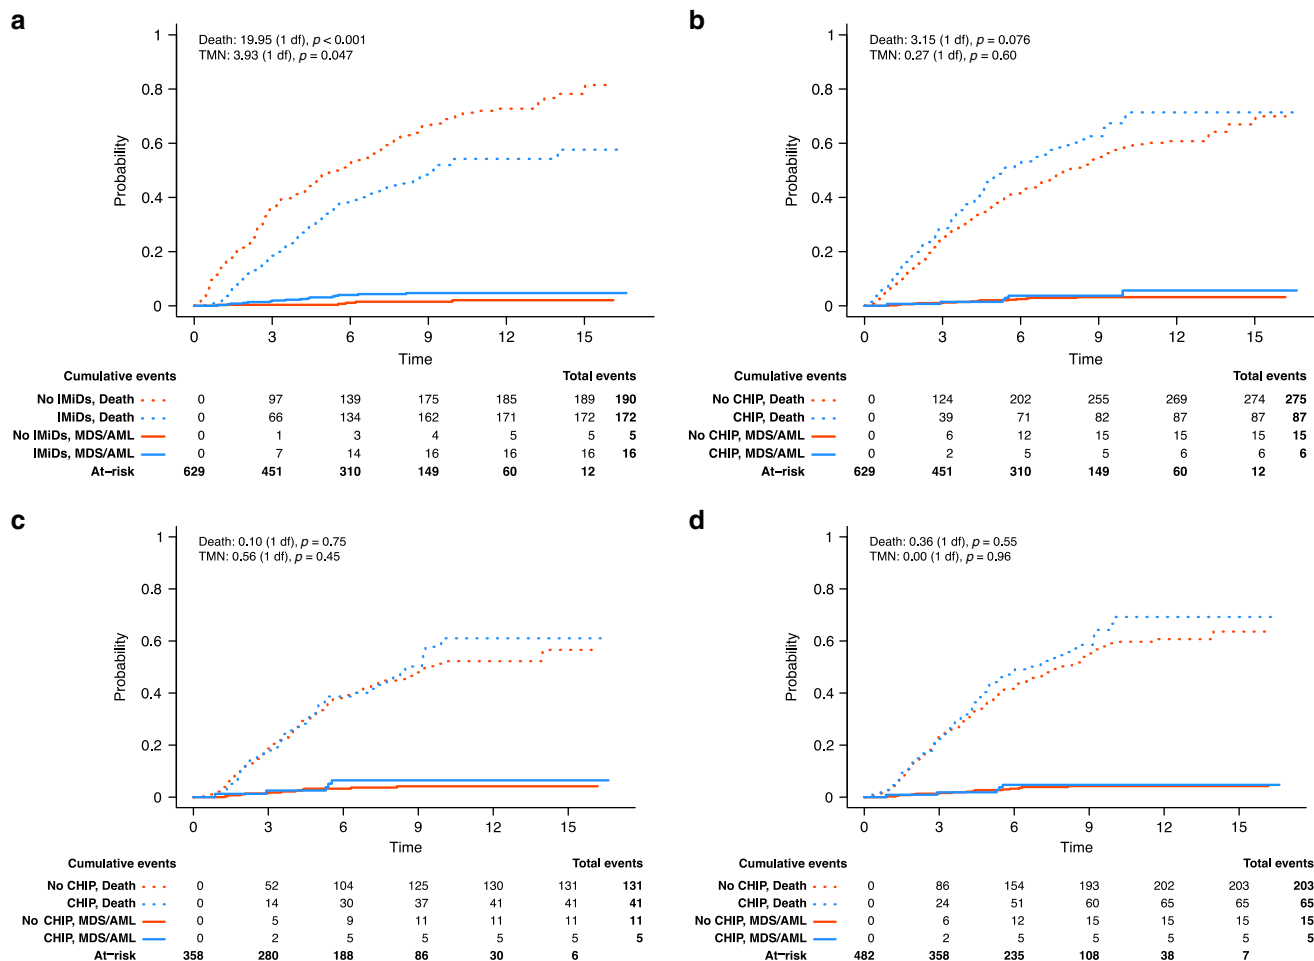 a
Death: 19.95 (1 df), p < 0.001
TMN: 3.93 (1 df), p = 0.047
1
0.8
0.6
0.4
0.2
0
Probability
0 3 6 9 12 15
Time
Cumulative events Total events
No IMiDs, Death 0 97 139 175 185 189 190
IMiDs, Death 0 66 134 162 171 172 172
No IMiDs, MDS/AML 0 1 3 4 5 5 5
IMiDs, MDS/AML 0 7 14 16 16 16 16
At–risk 629 451 310 149 60 12
b
Death: 3.15 (1 df), p = 0.076
TMN: 0.27 (1 df), p = 0.60
1
0.8
0.6
0.4
0.2
0
Probability
0 3 6 9 12 15
Time
Cumulative events Total events
No CHIP, Death 0 124 202 255 269 274 275
CHIP, Death 0 39 71 82 87 87 87
No CHIP, MDS/AML 0 6 12 15 15 15 15
CHIP, MDS/AML 0 2 5 5 6 6 6
At–risk 629 451 310 149 60 12
c
Death: 0.10 (1 df), p = 0.75
TMN: 0.56 (1 df), p = 0.45
1
0.8
0.6
0.4
0.2
0
Probability
0 3 6 9 12 15
Time
Cumulative events Total events
No CHIP, Death 0 52 104 125 130 131 131
CHIP, Death 0 14 30 37 41 41 41
No CHIP, MDS/AML 0 5 9 11 11 11 11
CHIP, MDS/AML 0 2 5 5 5 5 5
At–risk 358 280 188 86 30 6
d
Death: 0.36 (1 df), p = 0.55
TMN: 0.00 (1 df), p = 0.96
1
0.8
0.6
0.4
0.2
0
Probability
0 3 6 9 12 15
Time
Cumulative events Total events
No CHIP, Death 0 86 154 193 202 203 203
CHIP, Death 0 24 51 60 65 65 65
No CHIP, MDS/AML 0 6 12 15 15 15 15
CHIP, MDS/AML 0 2 5 5 5 5 5
At–risk 482 358 235 108 38 7